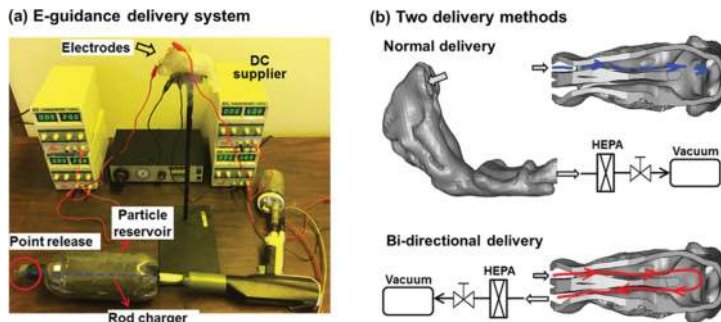 (a) E-guidance delivery system
Electrodes
DC
supplier
Particle
reservoir
Point release
Rod charger
(b) Two delivery methods
Normal delivery
HEPA
Vacuum
Bi-directional delivery
Vacuum
HEPA